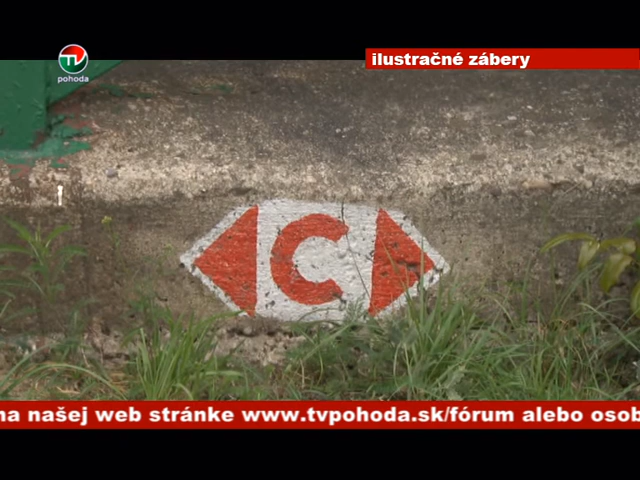 TV
pohoda
ilustračné zábery
C
na našej web stránke www.tvpohoda.sk/fórum alebo osob